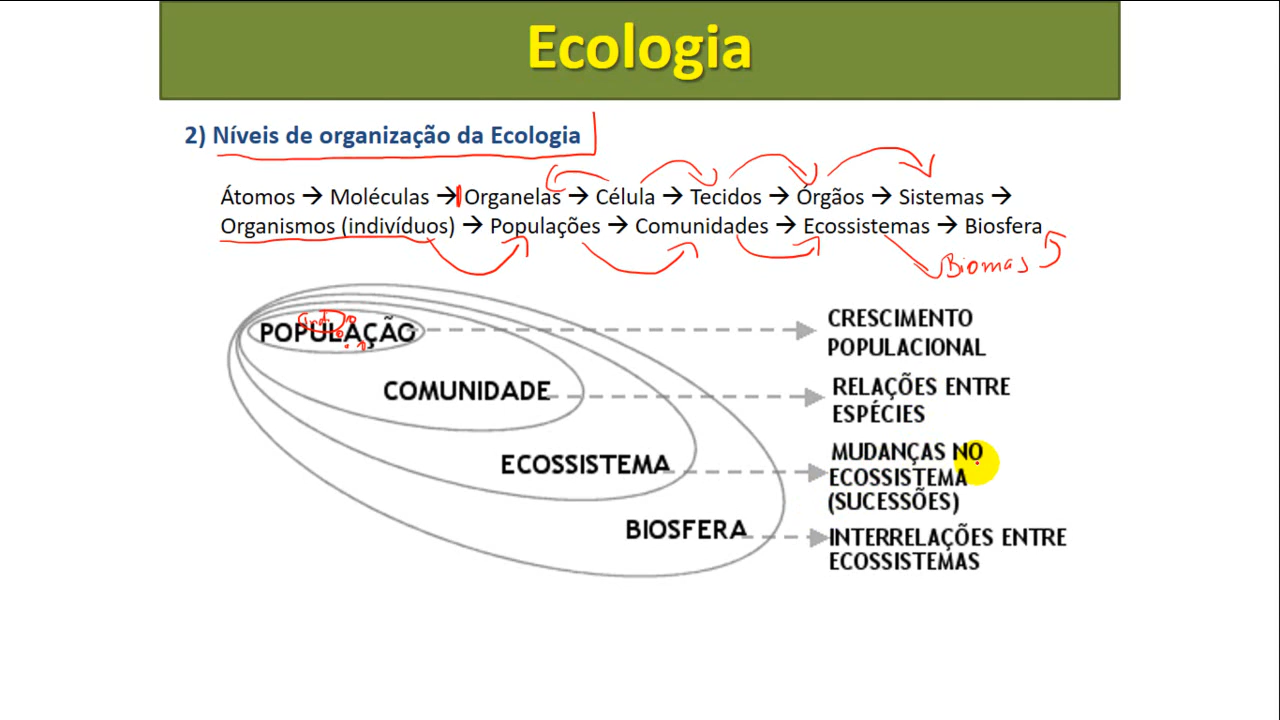 Ecologia
2) Níveis de organização da Ecologia
Átomos → Moléculas → Organelas → Célula → Tecidos → Órgãos → Sistemas →
Organismos (indivíduos) → Populações → Comunidades → Ecossistemas → Biosfera
Biomas
Ind.
POPULAÇÃO
CRESCIMENTO
POPULACIONAL
COMUNIDADE
RELAÇÕES ENTRE
ESPÉCIES
ECOSSISTEMA
MUDANÇAS NO
ECOSSISTEMA
(SUCESSÕES)
BIOSFERA
INTERRELAÇÕES ENTRE
ECOSSISTEMAS